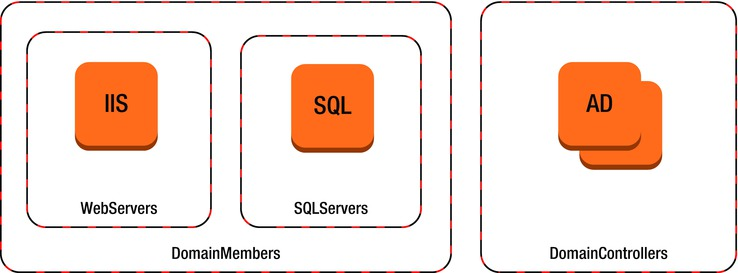 IIS
SQL
AD
WebServers
SQLServers
DomainMembers
DomainControllers